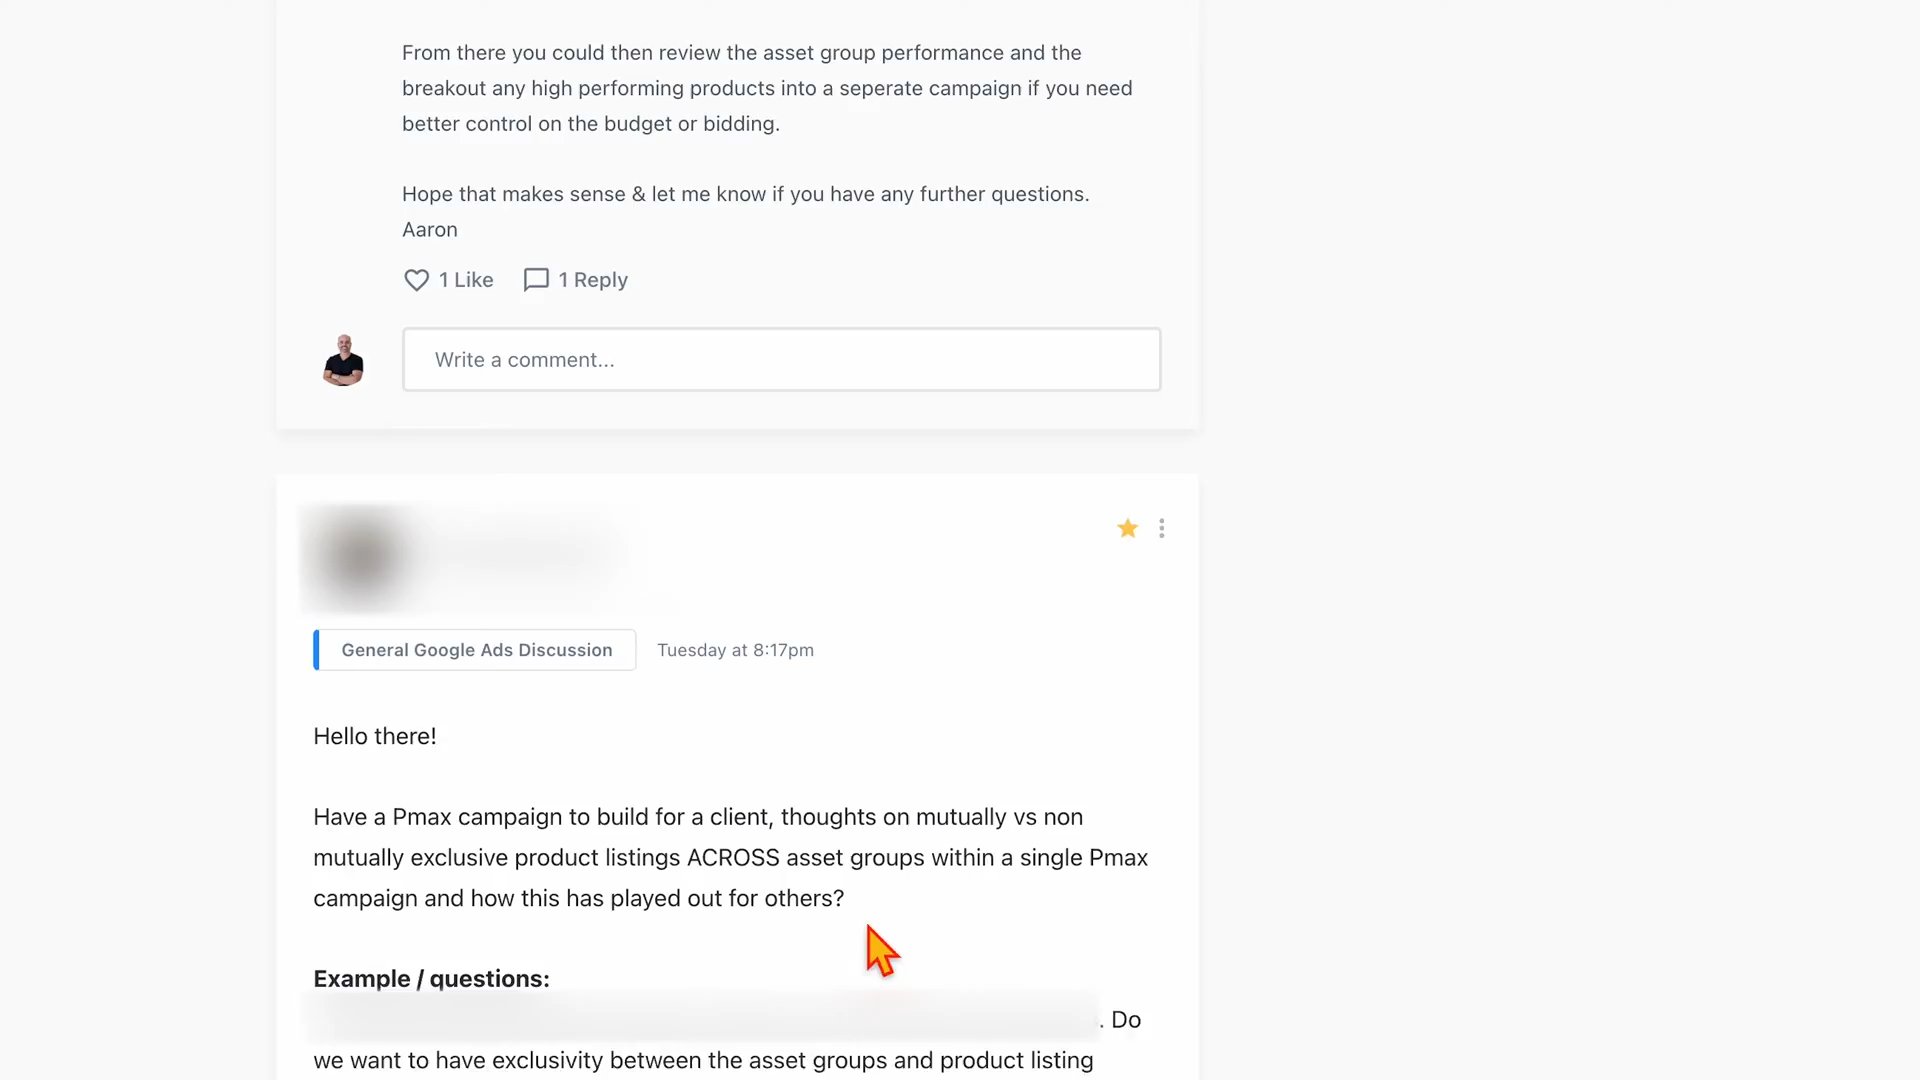 From there you could then review the asset group performance and the
breakout any high performing products into a seperate campaign if you need
better control on the budget or bidding.
Hope that makes sense & let me know if you have any further questions.
Aaron
1 Like 1 Reply
Write a comment...
General Google Ads Discussion Tuesday at 8:17pm
Hello there!
Have a Pmax campaign to build for a client, thoughts on mutually vs non
mutually exclusive product listings ACROSS asset groups within a single Pmax
campaign and how this has played out for others?
Example / questions:
. Do
we want to have exclusivity between the asset groups and product listing